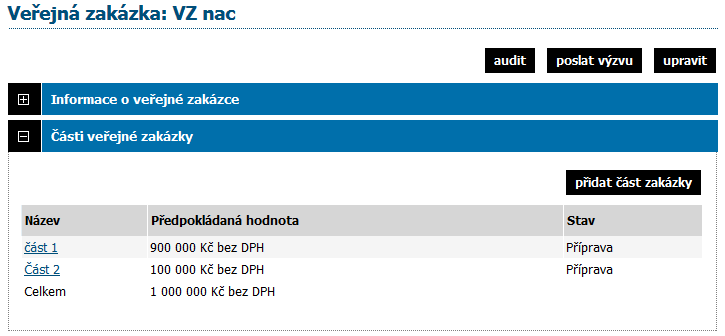 Veřejná zakázka: VZ nac
audit poslat výzvu upravit
Informace o veřejné zakázce
Části veřejné zakázky
přidat část zakázky
Název Předpokládaná hodnota Stav
část 1 900 000 Kč bez DPH Příprava
Část 2 100 000 Kč bez DPH Příprava
Celkem 1 000 000 Kč bez DPH